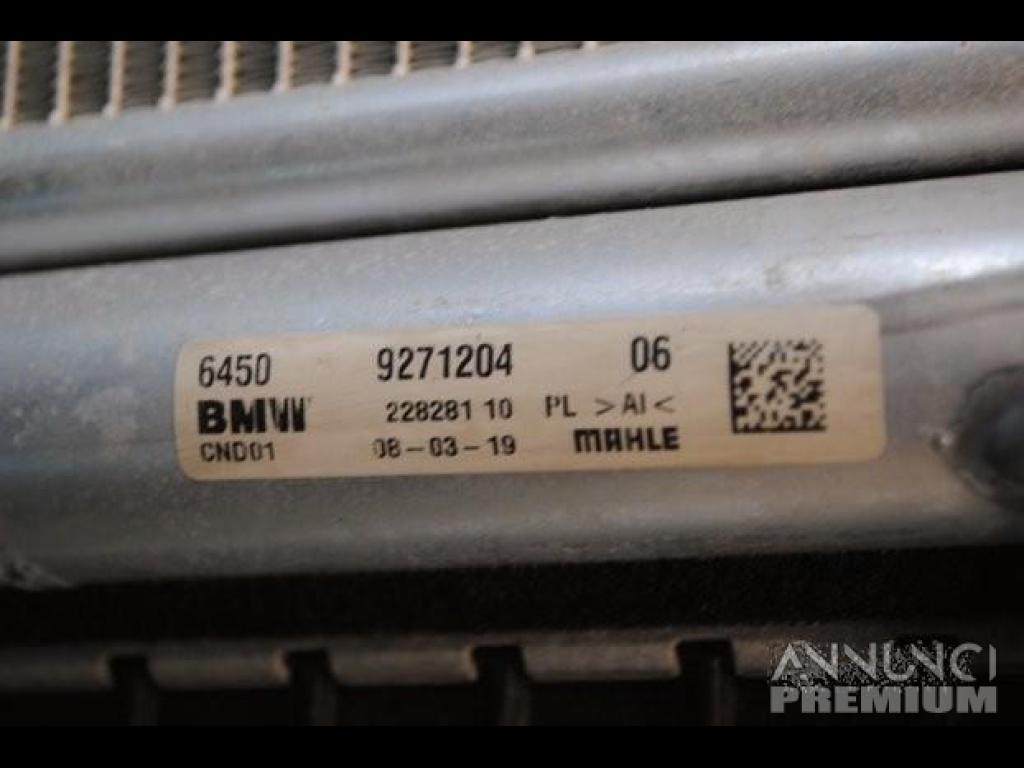 6450 9271204 06
BMW 228281 10 PL >Al<
CND01 08-03-19 MAHLE
ANNUNCI
PREMIUM